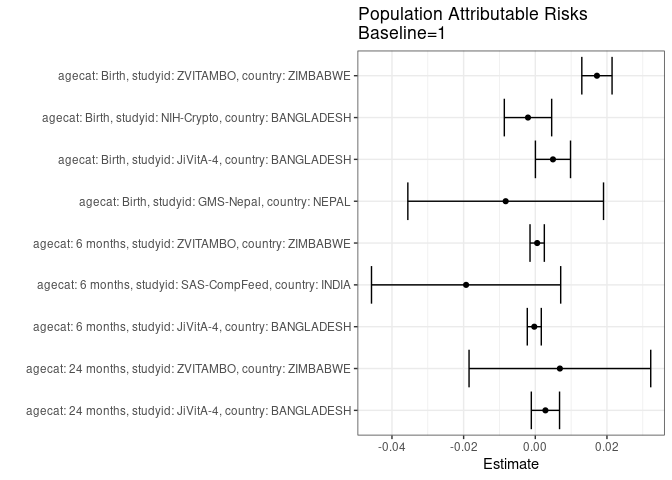 Population Attributable Risks
Baseline=1
agecat: Birth, studyid: ZVITAMBO, country: ZIMBABWE
agecat: Birth, studyid: NIH-Crypto, country: BANGLADESH
agecat: Birth, studyid: JiVitA-4, country: BANGLADESH
agecat: Birth, studyid: GMS-Nepal, country: NEPAL
agecat: 6 months, studyid: ZVITAMBO, country: ZIMBABWE
agecat: 6 months, studyid: SAS-CompFeed, country: INDIA
agecat: 6 months, studyid: JiVitA-4, country: BANGLADESH
agecat: 24 months, studyid: ZVITAMBO, country: ZIMBABWE
agecat: 24 months, studyid: JiVitA-4, country: BANGLADESH
-0.04 -0.02 0.00 0.02
Estimate